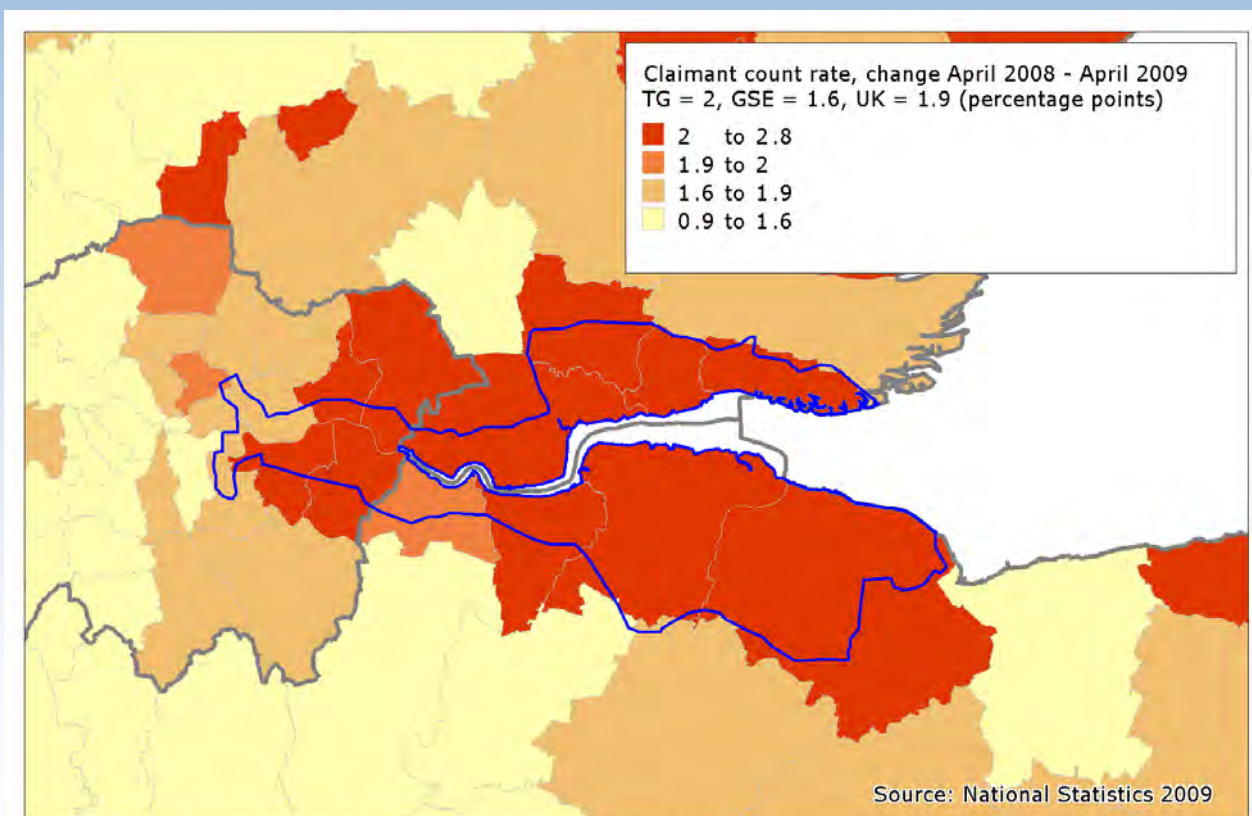 Claimant count rate, change April 2008 - April 2009
TG = 2, GSE = 1.6, UK = 1.9 (percentage points)
2 to 2.8
1.9 to 2
1.6 to 1.9
0.9 to 1.6
Source: National Statistics 2009